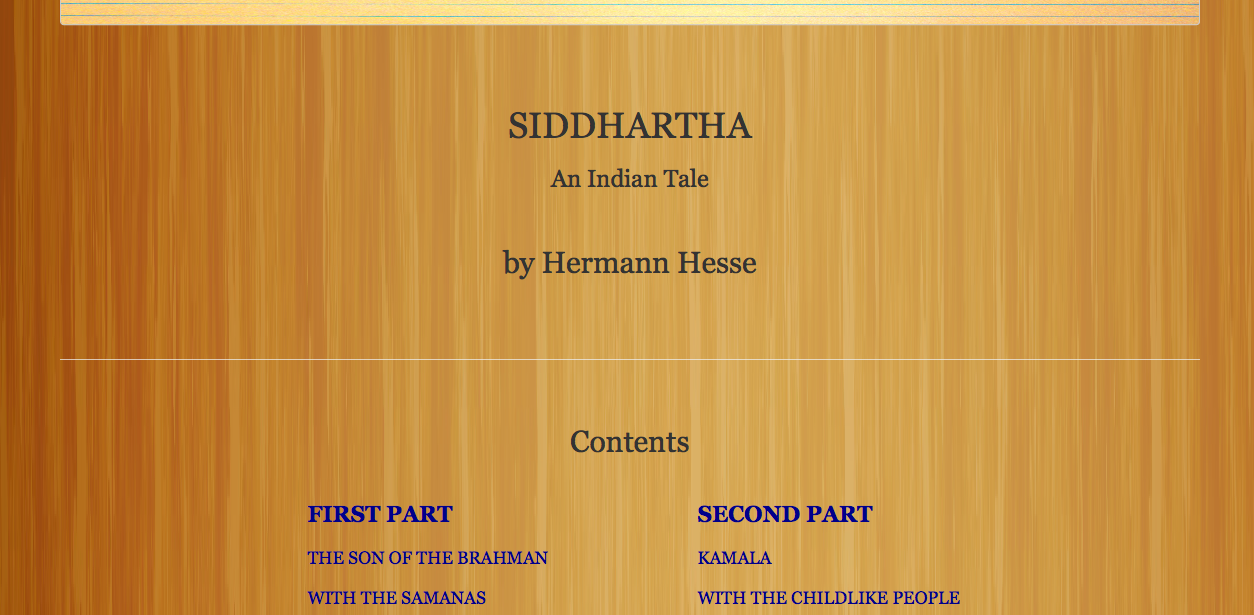 SIDDHARTHA
An Indian Tale
by Hermann Hesse
Contents
FIRST PART
THE SON OF THE BRAHMAN
WITH THE SAMANAS
SECOND PART
KAMALA
WITH THE CHILDLIKE PEOPLE